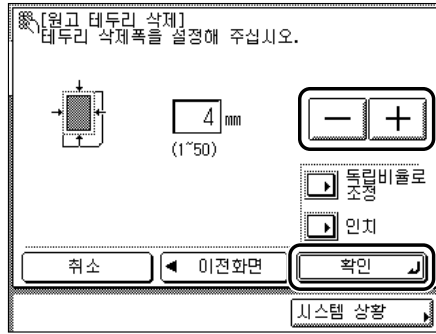 [원고 테두리 삭제]
테두리 삭제폭을 설정해 주십시오.
4 mm
(1~50)
− +
독립비율로
조정
인치
취소
◀ 이전화면
확인
시스템 상황